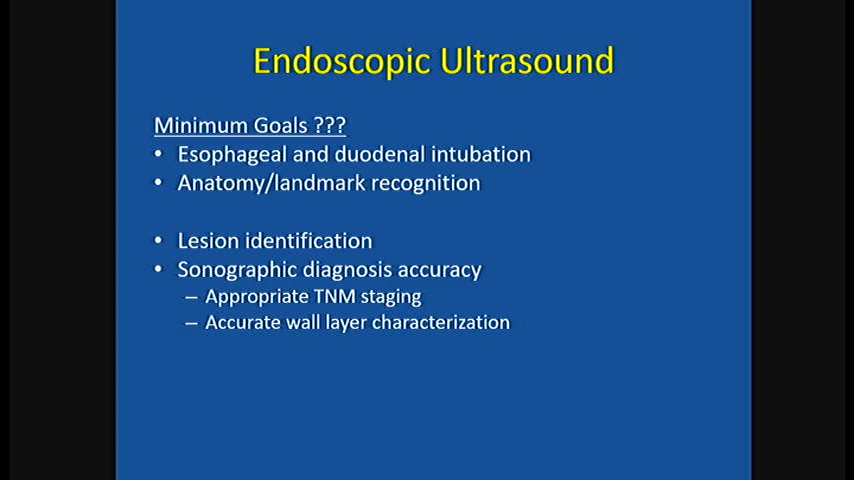 Endoscopic Ultrasound
Minimum Goals ???
• Esophageal and duodenal intubation
• Anatomy/landmark recognition
• Lesion identification
• Sonographic diagnosis accuracy
– Appropriate TNM staging
– Accurate wall layer characterization